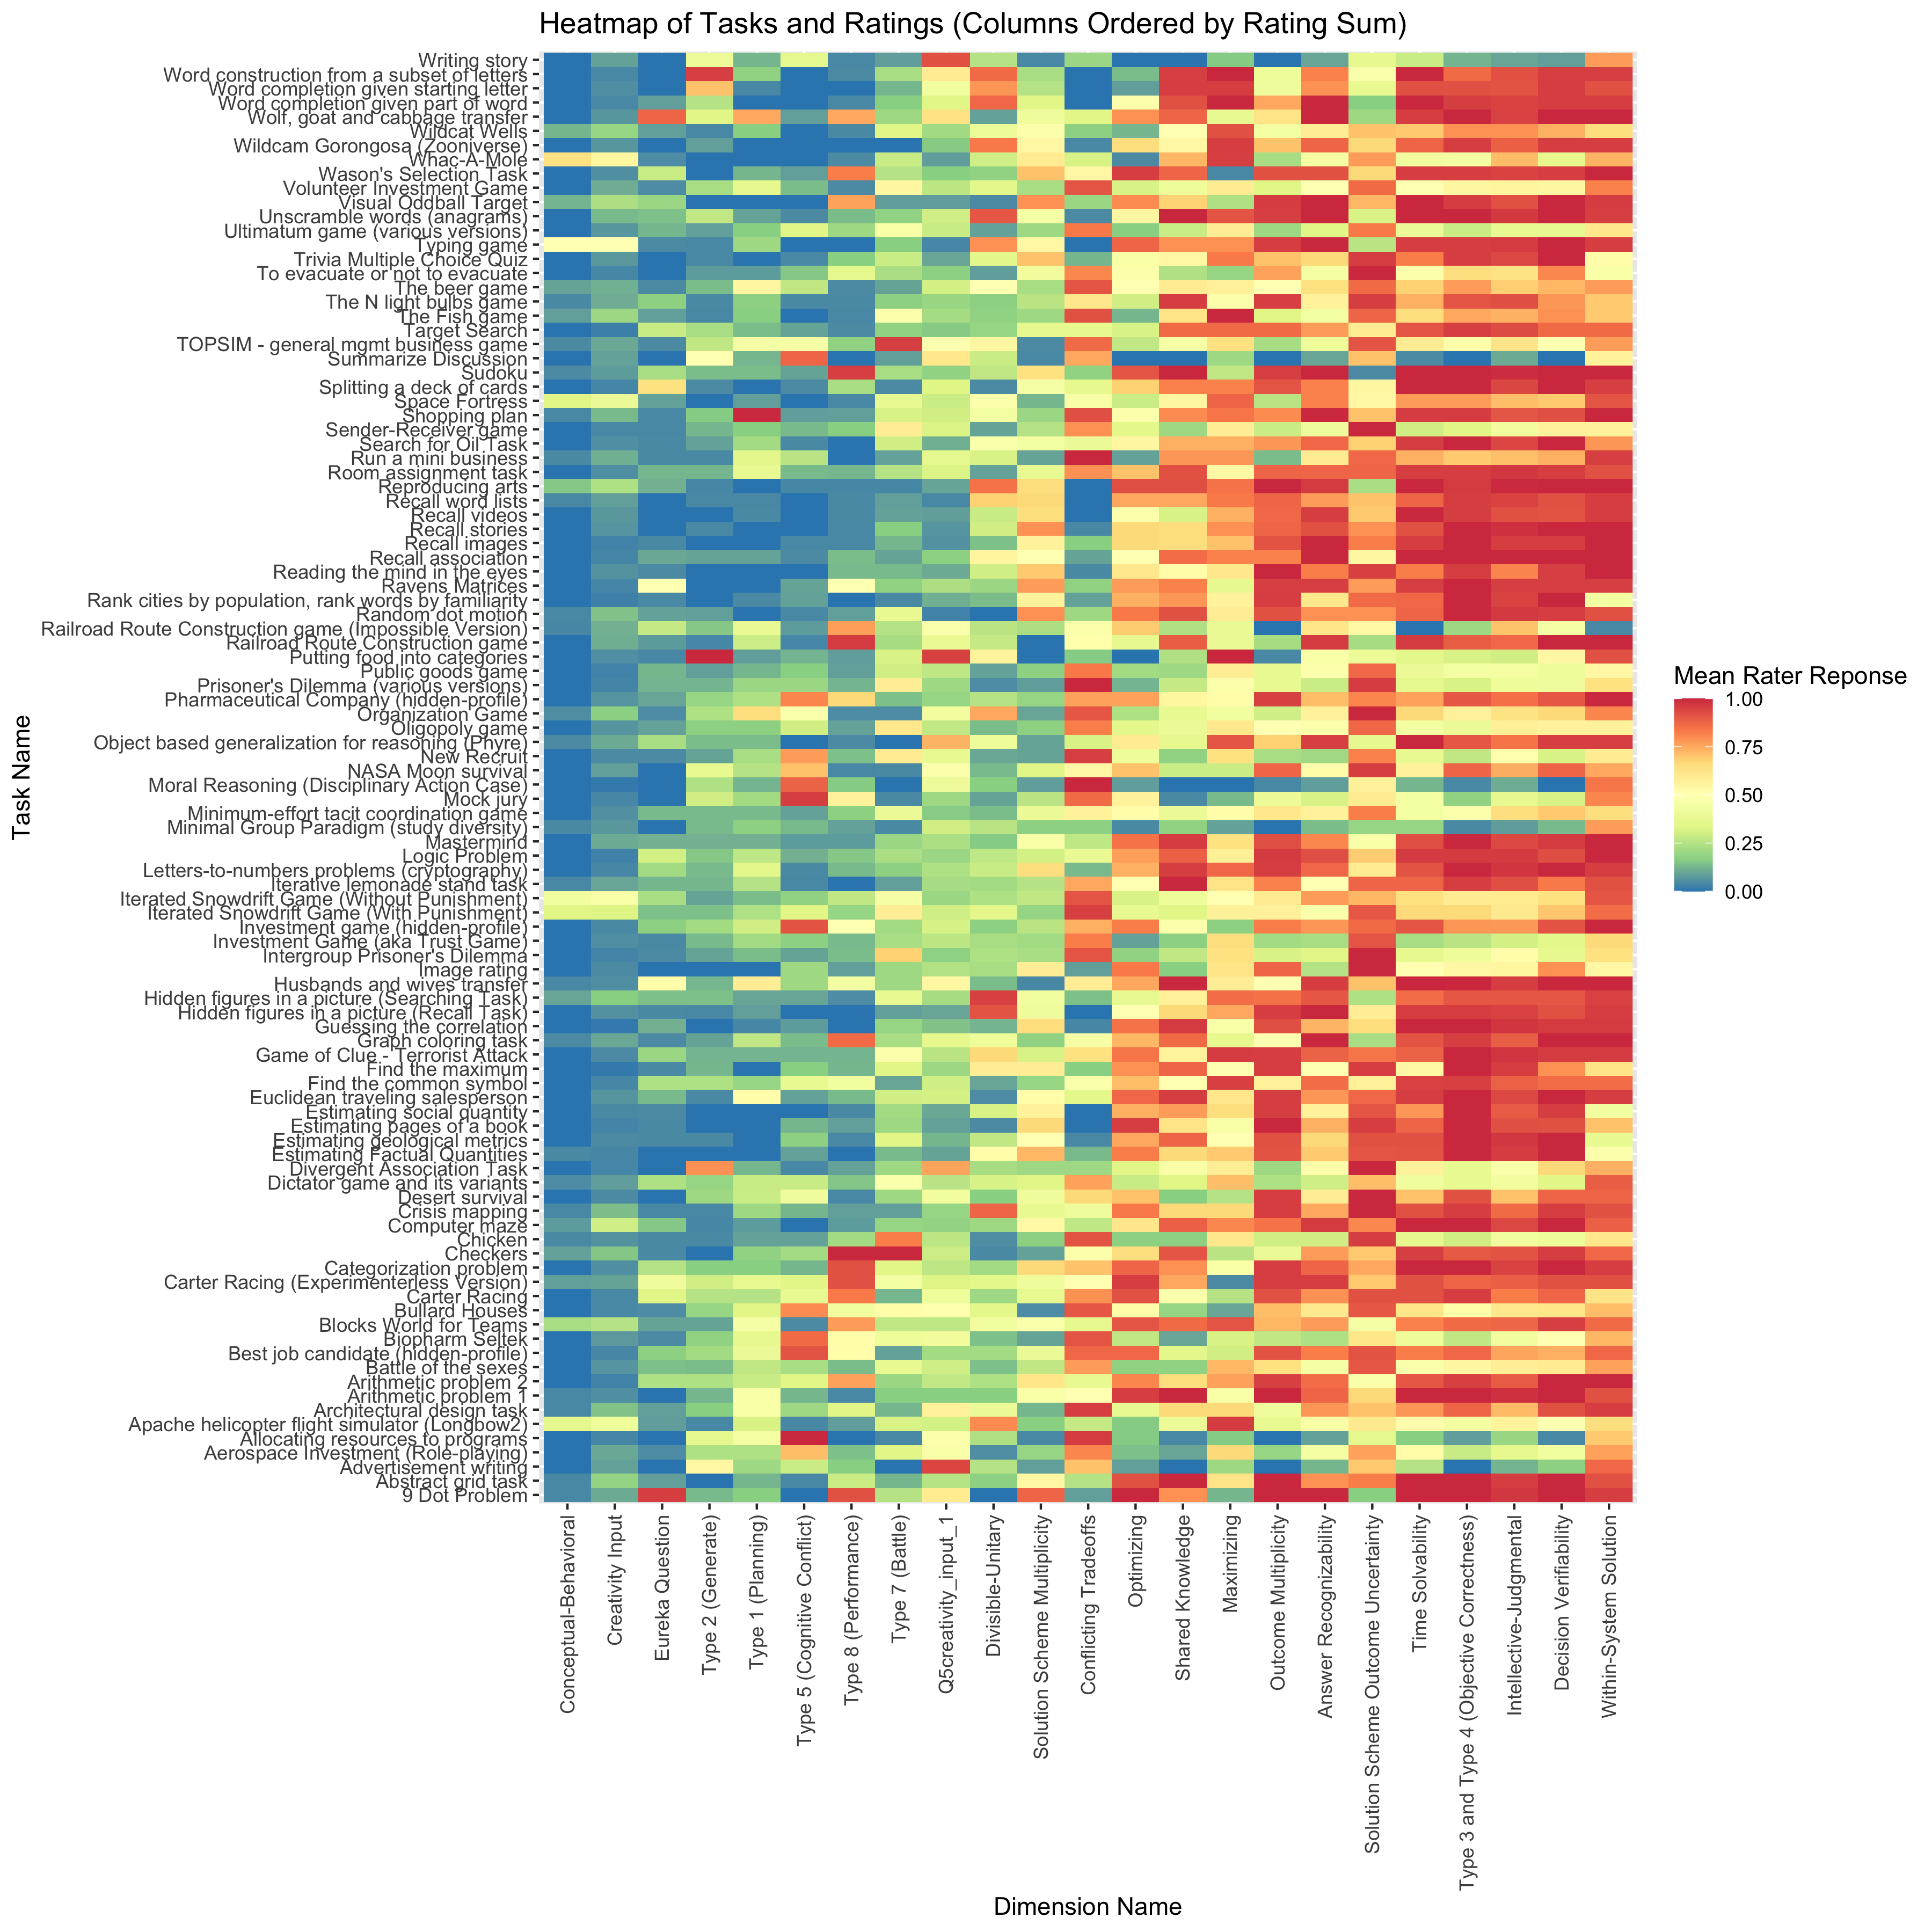 Heatmap of Tasks and Ratings (Columns Ordered by Rating Sum)
Task Name
Writing story
Word construction from a subset of letters
Word completion given starting letter
Word completion given part of word
Wolf, goat and cabbage transfer
Wildcat Wells
Wildcam Gorongosa (Zooniverse)
Whac-A-Mole
Wason's Selection Task
Volunteer Investment Game
Visual Oddball Target
Unscramble words (anagrams)
Ultimatum game (various versions)
Typing game
Trivia Multiple Choice Quiz
To evacuate or not to evacuate
The beer game
The N light bulbs game
The Fish game
Target Search
TOPSIM - general mgmt business game
Summarize Discussion
Sudoku
Splitting a deck of cards
Space Fortress
Shopping plan
Sender-Receiver game
Search for Oil Task
Run a mini business
Room assignment task
Reproducing arts
Recall word lists
Recall videos
Recall stories
Recall images
Recall association
Reading the mind in the eyes
Ravens Matrices
Rank cities by population, rank words by familiarity
Random dot motion
Railroad Route Construction game (Impossible Version)
Railroad Route Construction game
Putting food into categories
Public goods game
Prisoner's Dilemma (various versions)
Pharmaceutical Company (hidden-profile)
Organization Game
Oligopoly game
Object based generalization for reasoning (Phyre)
New Recruit
NASA Moon survival
Moral Reasoning (Disciplinary Action Case)
Mock jury
Minimum-effort tacit coordination game
Minimal Group Paradigm (study diversity)
Mastermind
Logic Problem
Letters-to-numbers problems (cryptography)
Iterative lemonade stand task
Iterated Snowdrift Game (Without Punishment)
Iterated Snowdrift Game (With Punishment)
Investment game (hidden-profile)
Investment Game (aka Trust Game)
Intergroup Prisoner's Dilemma
Image rating
Husbands and wives transfer
Hidden figures in a picture (Searching Task)
Hidden figures in a picture (Recall Task)
Guessing the correlation
Graph coloring task
Game of Clue - Terrorist Attack
Find the maximum
Find the common symbol
Euclidean traveling salesperson
Estimating social quantity
Estimating pages of a book
Estimating geological metrics
Estimating Factual Quantities
Divergent Association Task
Dictator game and its variants
Desert survival
Crisis mapping
Computer maze
Chicken
Checkers
Categorization problem
Carter Racing (Experimenterless Version)
Carter Racing
Bullard Houses
Blocks World for Teams
Biopharm Seltek
Best job candidate (hidden-profile)
Battle of the sexes
Arithmetic problem 2
Arithmetic problem 1
Architectural design task
Apache helicopter flight simulator (Longbow2)
Allocating resources to programs
Aerospace Investment (Role-playing)
Advertisement writing
Abstract grid task
9 Dot Problem
Conceptual-Behavioral
Creativity Input
Eureka Question
Type 2 (Generate)
Type 1 (Planning)
Type 5 (Cognitive Conflict)
Type 8 (Performance)
Type 7 (Battle)
Q5creativity_input_1
Divisible-Unitary
Solution Scheme Multiplicity
Conflicting Tradeoffs
Optimizing
Shared Knowledge
Maximizing
Outcome Multiplicity
Answer Recognizability
Solution Scheme Outcome Uncertainty
Time Solvability
Type 3 and Type 4 (Objective Correctness)
Intellective-Judgmental
Decision Verifiability
Within-System Solution
Dimension Name
Mean Rater Reponse
1.00
0.75
0.50
0.25
0.00